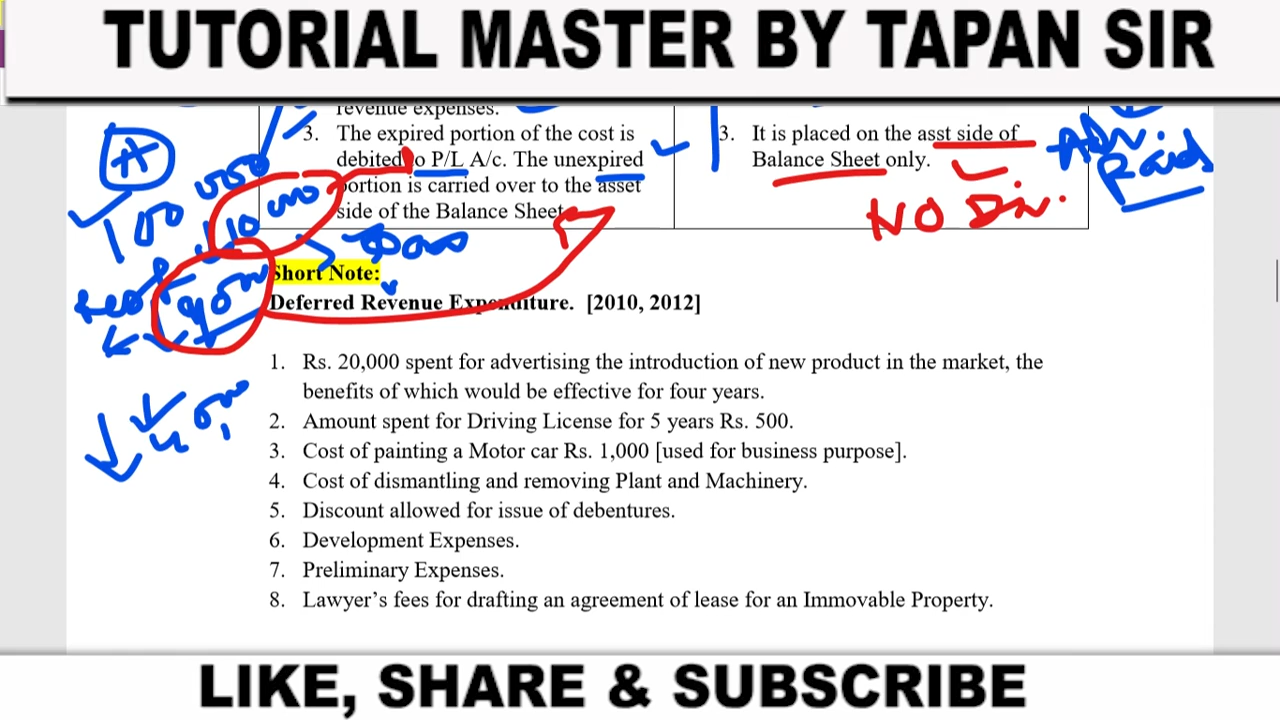 TUTORIAL MASTER BY TAPAN SIR
revenue expenses.
3. The expired portion of the cost is
debited to P/L A/c. The unexpired
portion is carried over to the asset
side of the Balance Sheet.
3. It is placed on the asst side of
Balance Sheet only.
Adv.
Paid
NO Div.
A
100 000
10 000
90 000
Short Note:
Deferred Revenue Expenditure. [2010, 2012]
1. Rs. 20,000 spent for advertising the introduction of new product in the market, the
benefits of which would be effective for four years.
2. Amount spent for Driving License for 5 years Rs. 500.
3. Cost of painting a Motor car Rs. 1,000 [used for business purpose].
4. Cost of dismantling and removing Plant and Machinery.
5. Discount allowed for issue of debentures.
6. Development Expenses.
7. Preliminary Expenses.
8. Lawyer’s fees for drafting an agreement of lease for an Immovable Property.
LIKE, SHARE & SUBSCRIBE